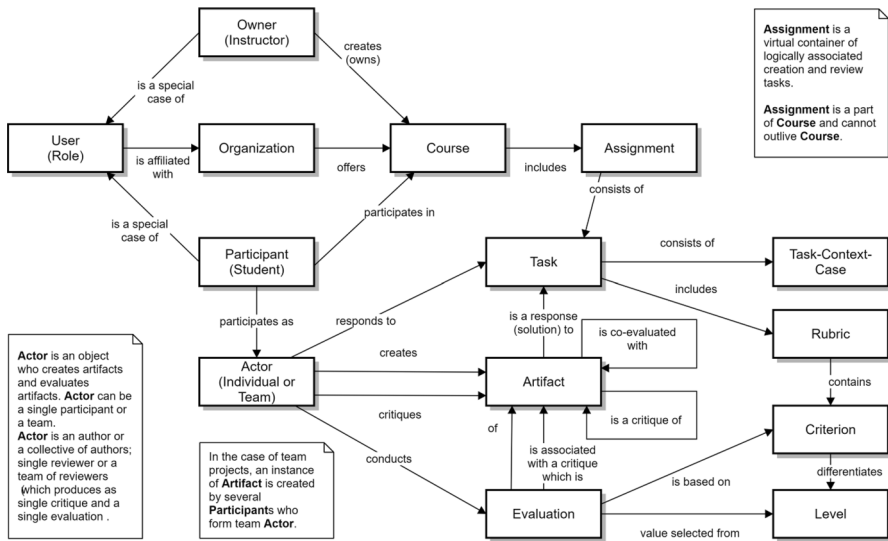 Owner
(Instructor)
creates
(owns)
is a special
case of
Assignment is a
virtual container of
logically associated
creation and review
tasks.
Assignment is a part
of Course and cannot
outlive Course.
User
(Role)
is affiliated
with
Organization
offers
Course
includes
Assignment
consists of
is a special
case of
participates in
Participant
(Student)
Task
consists of
Task-Context-
Case
includes
participates as
responds to
is a response
(solution) to
is co-evaluated
with
Rubric
Actor is an object
who creates artifacts
and evaluates
artifacts. Actor can be
a single participant or
a team.
Actor is an author or
a collective of authors;
single reviewer or a
team of reviewers
(which produces as
single critique and a
single evaluation .
Actor
(Individual or
Team)
creates
critiques
Artifact
contains
is a critique of
of
is associated
with a critique
which is
Criterion
In the case of team
projects, an instance
of Artifact is created
by several
Participants who
form team Actor.
conducts
is based on
differentiates
Evaluation
value selected from
Level